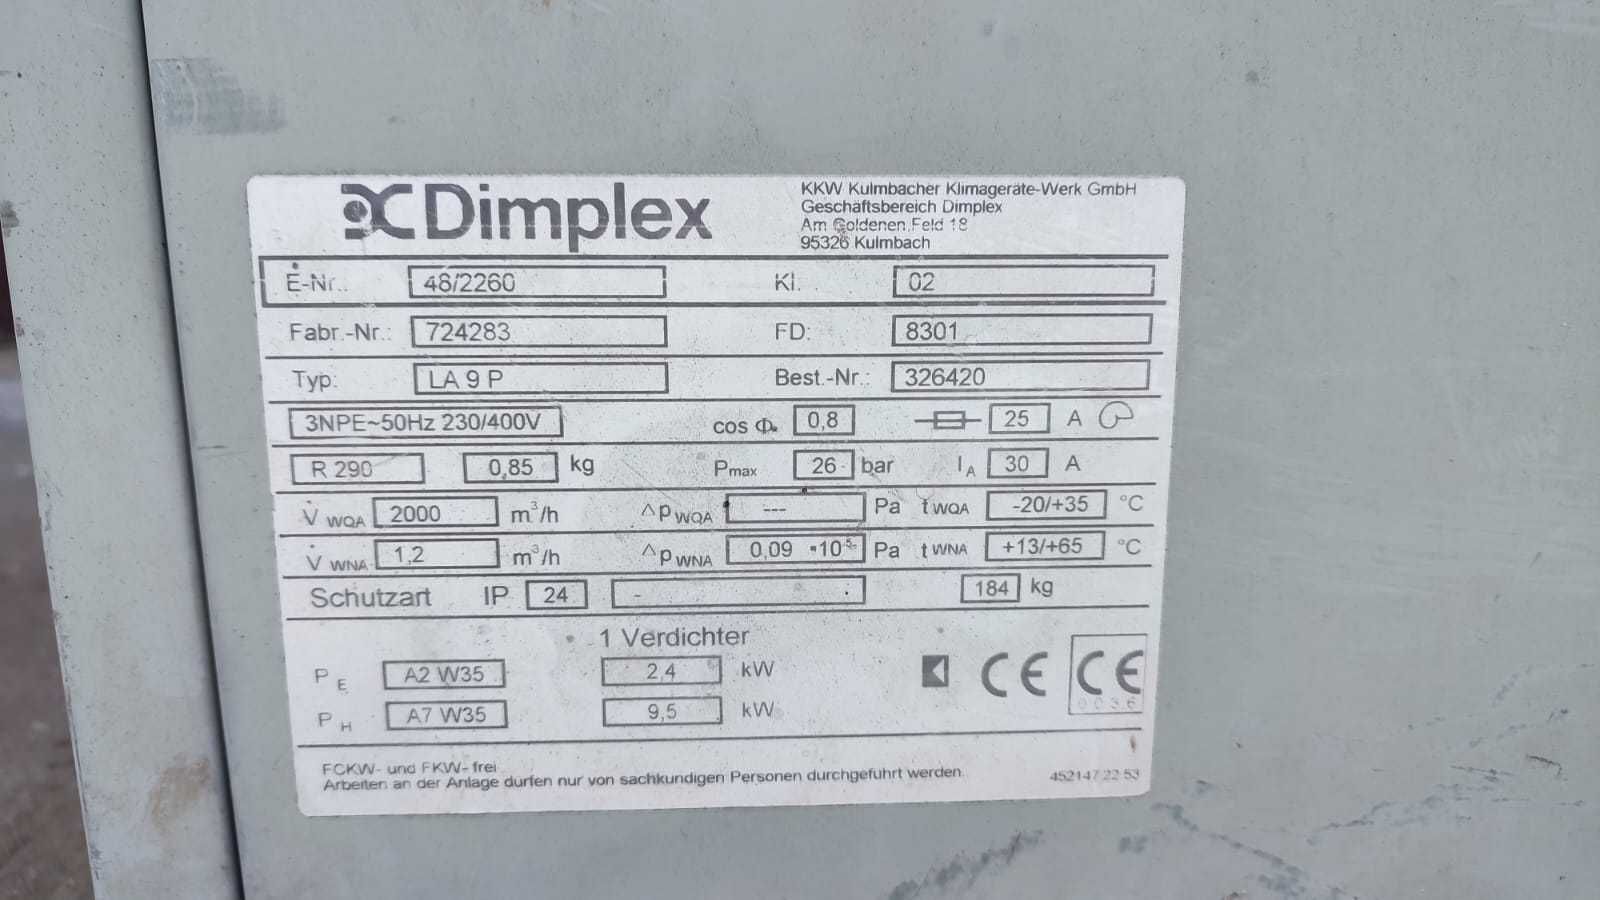 Dimplex
KKW Kulmbacher Klimageräte-Werk GmbH
Geschäftsbereich Dimplex
Am Goldenen Feld 18
95326 Kulmbach
E-Nr.: 48/2260 Kl.: 02
Fabr.-Nr.: 724283 FD: 8301
Typ: LA 9 P Best.-Nr.: 326420
3NPE~50Hz 230/400V cos Φ 0,8 25 A
R 290 0,85 kg Pmax 26 bar IA 30 A
V̇ WQA 2000 m³/h △p WQA --- Pa t WQA -20/+35 °C
V̇ WNA 1,2 m³/h △p WNA 0,09 *10⁵ Pa t WNA +13/+65 °C
Schutzart IP 24 - 184 kg
1 Verdichter
P E A2 W35 2,4 kW
P H A7 W35 9,5 kW
CE CE
0036
FCKW- und FKW-frei
Arbeiten an der Anlage dürfen nur von sachkundigen Personen durchgeführt werden.
452147.22.53